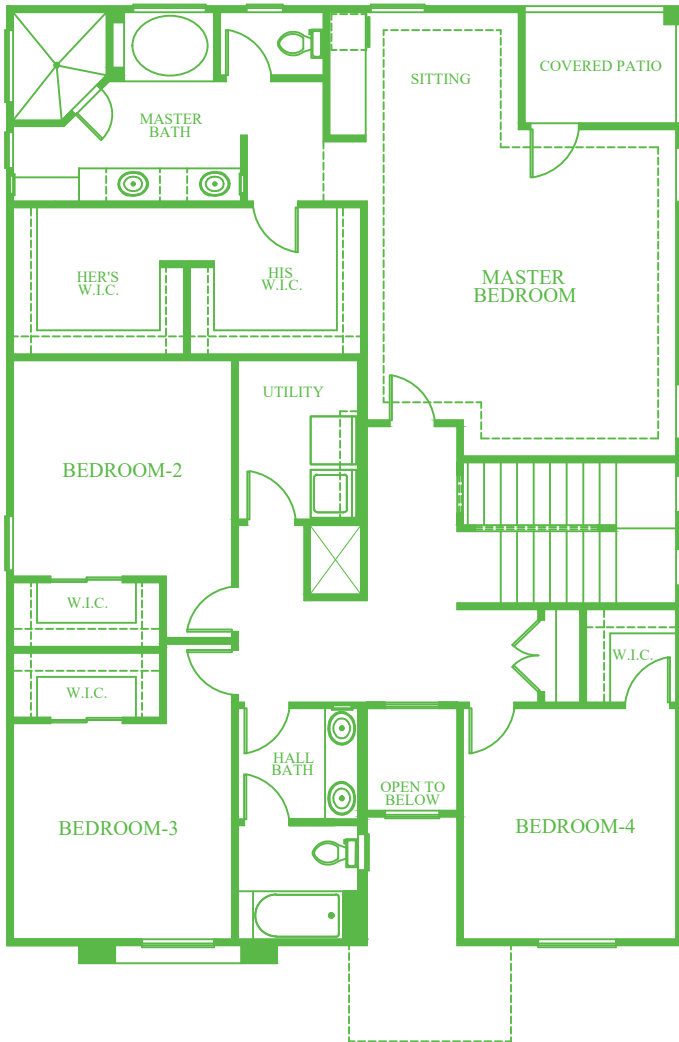 SITTING
COVERED PATIO
MASTER
BATH
HER'S
W.I.C.
HIS
W.I.C.
MASTER
BEDROOM
UTILITY
BEDROOM-2
W.I.C.
W.I.C.
W.I.C.
HALL
BATH
OPEN TO
BELOW
BEDROOM-3
BEDROOM-4